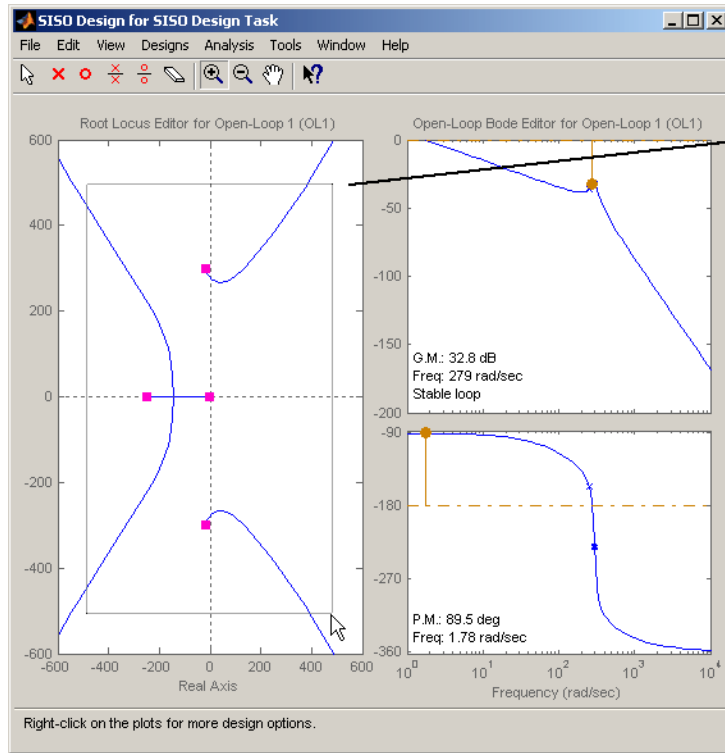 SISO Design for SISO Design Task
File Edit View Designs Analysis Tools Window Help
Root Locus Editor for Open-Loop 1 (OL1)
600
400
200
0
-200
-400
-600
-600 -400 -200 0 200 400 600
Real Axis
Open-Loop Bode Editor for Open-Loop 1 (OL1)
0
-50
-100
-150
-200
G.M.: 32.8 dB
Freq: 279 rad/sec
Stable loop
-90
-180
-270
-360
P.M.: 89.5 deg
Freq: 1.78 rad/sec
10^0 10^1 10^2 10^3 10^4
Frequency (rad/sec)
Right-click on the plots for more design options.